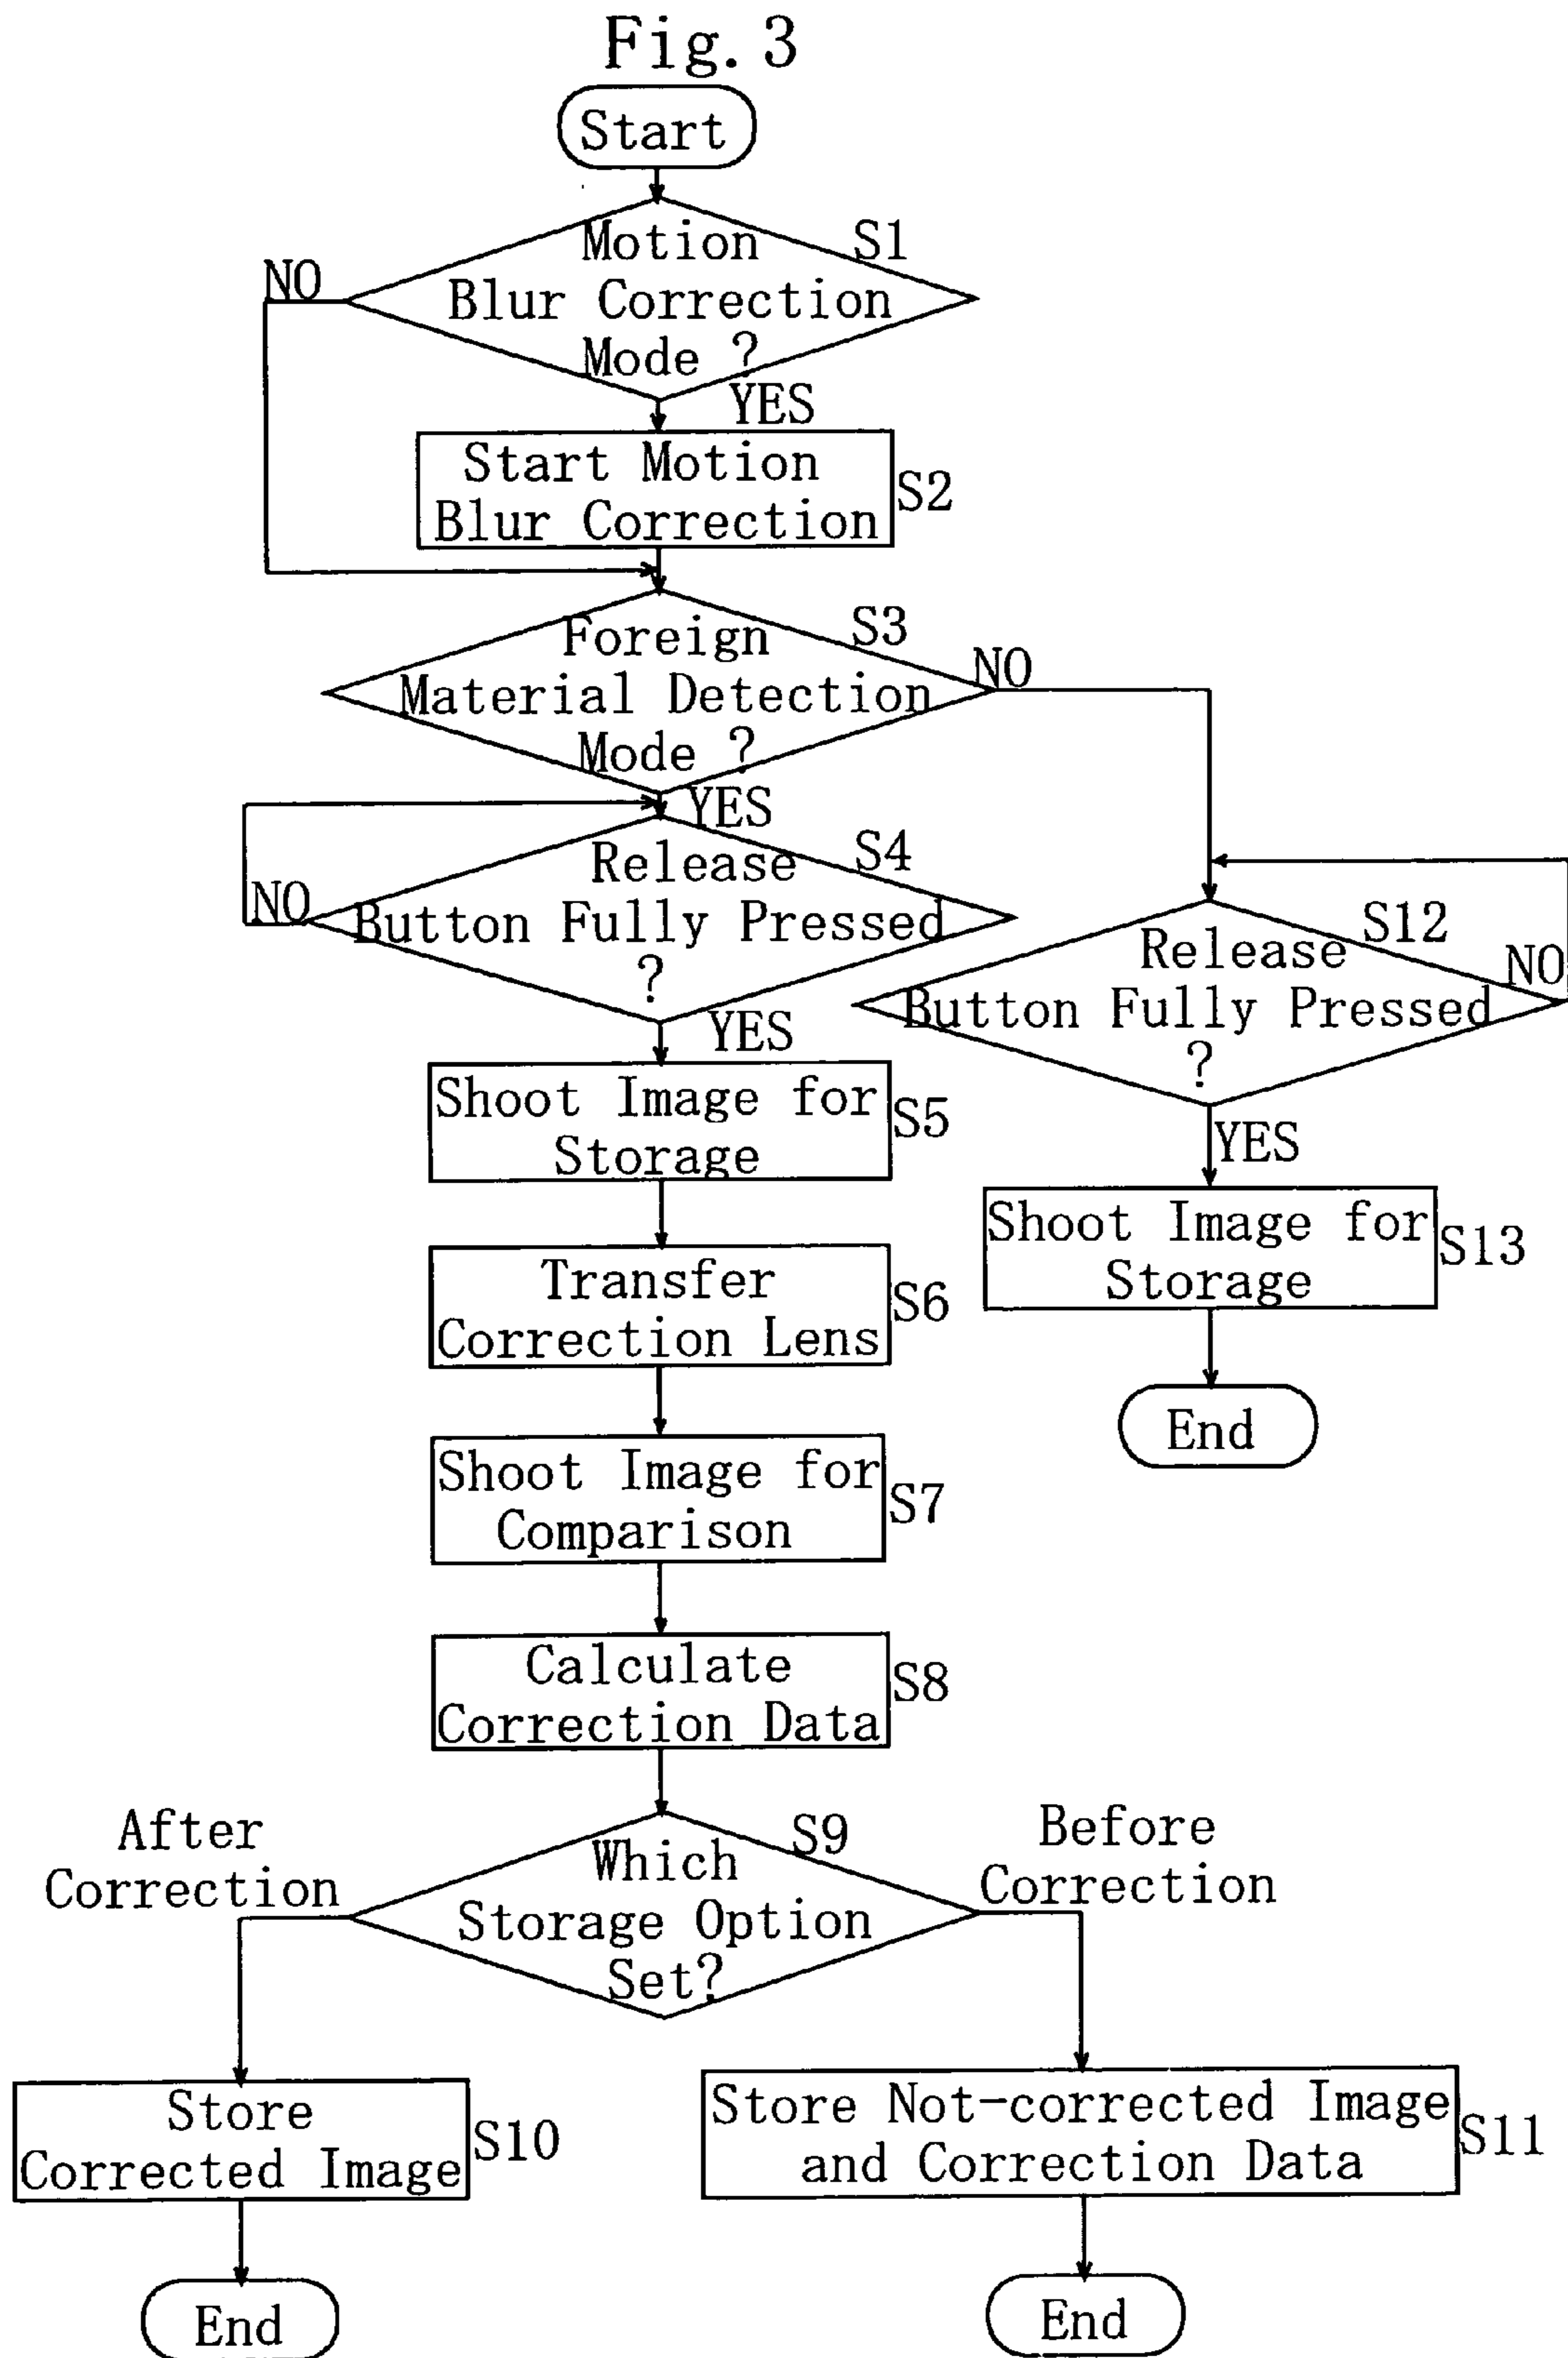 Fig. 3
Start
Motion
Blur Correction
Mode ?
S1
NO
YES
Start Motion
Blur Correction
S2
Foreign
Material Detection
Mode ?
S3
NO
YES
Release
Button Fully Pressed
?
S4
NO
YES
Shoot Image for
Storage
S5
Transfer
Correction Lens
S6
Shoot Image for
Comparison
S7
Calculate
Correction Data
S8
Which
Storage Option
Set?
S9
After
Correction
Before
Correction
Store
Corrected Image
S10
End
Store Not-corrected Image
and Correction Data
S11
End
Release
Button Fully Pressed
?
S12
NO
YES
Shoot Image for
Storage
S13
End